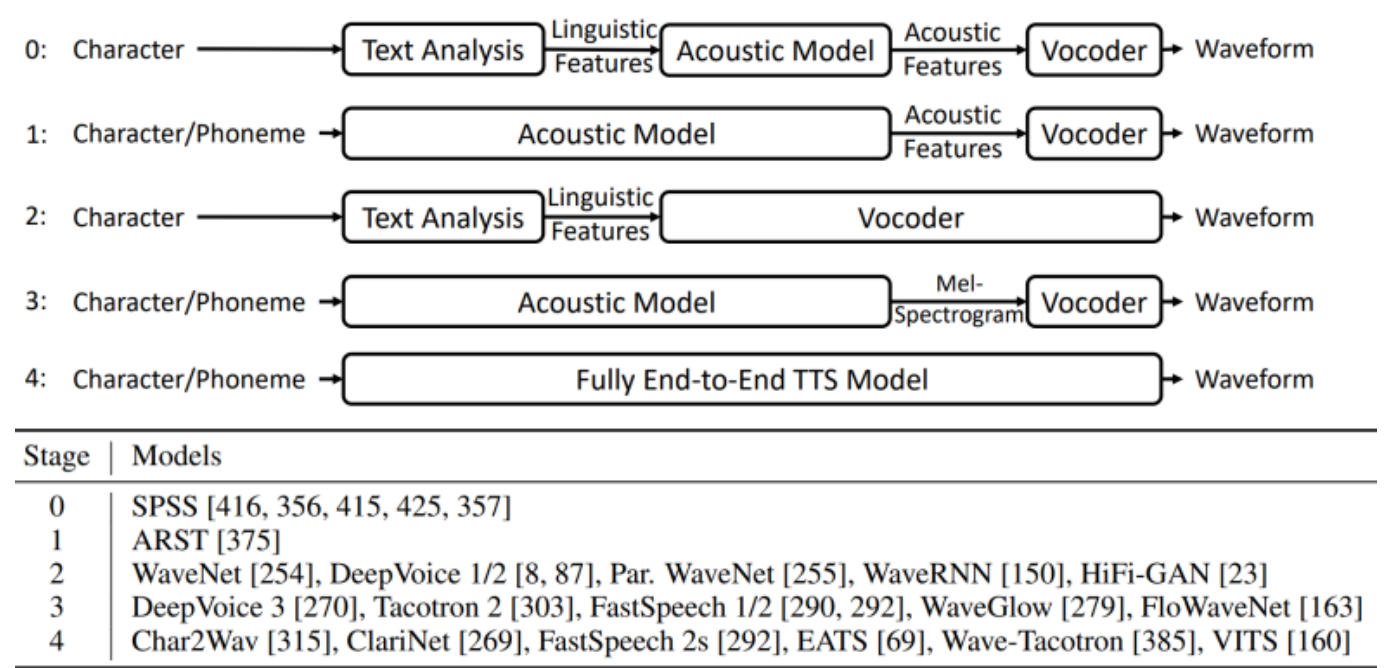 0: Character Text Analysis Linguistic Features Acoustic Model Acoustic Features Vocoder Waveform
1: Character/Phoneme Acoustic Model Acoustic Features Vocoder Waveform
2: Character Text Analysis Linguistic Features Vocoder Waveform
3: Character/Phoneme Acoustic Model Mel-Spectrogram Vocoder Waveform
4: Character/Phoneme Fully End-to-End TTS Model Waveform
Stage Models
0 SPSS [416, 356, 415, 425, 357]
1 ARST [375]
2 WaveNet [254], DeepVoice 1/2 [8, 87], Par. WaveNet [255], WaveRNN [150], HiFi-GAN [23]
3 DeepVoice 3 [270], Tacotron 2 [303], FastSpeech 1/2 [290, 292], WaveGlow [279], FloWaveNet [163]
4 Char2Wav [315], ClariNet [269], FastSpeech 2s [292], EATS [69], Wave-Tacotron [385], VITS [160]